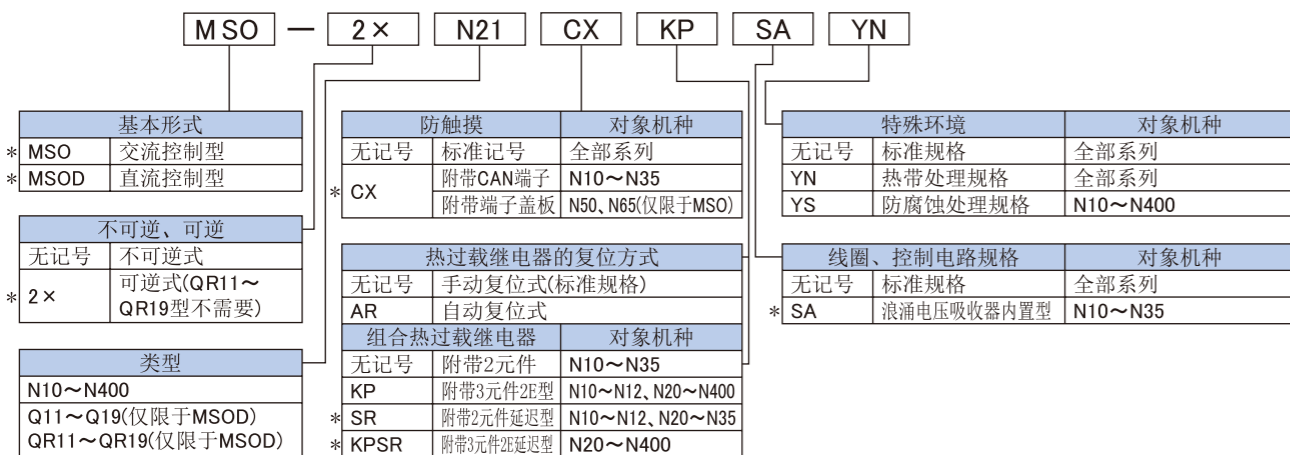 MSO — 2× N21 CX KP SA YN
基本形式
* MSO 交流控制型
* MSOD 直流控制型
不可逆、可逆
无记号 不可逆式
* 2× 可逆式(QR11～
QR19型不需要)
类型
N10～N400
Q11～Q19(仅限于MSOD)
QR11～QR19(仅限于MSOD)
防触摸 对象机种
无记号 标准记号 全部系列
* CX 附带CAN端子 N10～N35
附带端子盖板 N50、N65(仅限于MSO)
热过载继电器的复位方式
无记号 手动复位式(标准规格)
AR 自动复位式
组合热过载继电器 对象机种
无记号 附带2元件 N10～N35
KP 附带3元件2E型 N10～N12、N20～N400
* SR 附带2元件延迟型 N10～N12、N20～N35
* KPSR 附带3元件2E延迟型 N20～N400
特殊环境 对象机种
无记号 标准规格 全部系列
YN 热带处理规格 全部系列
YS 防腐蚀处理规格 N10～N400
线圈、控制电路规格 对象机种
无记号 标准规格 全部系列
* SA 浪涌电压吸收器内置型 N10～N35